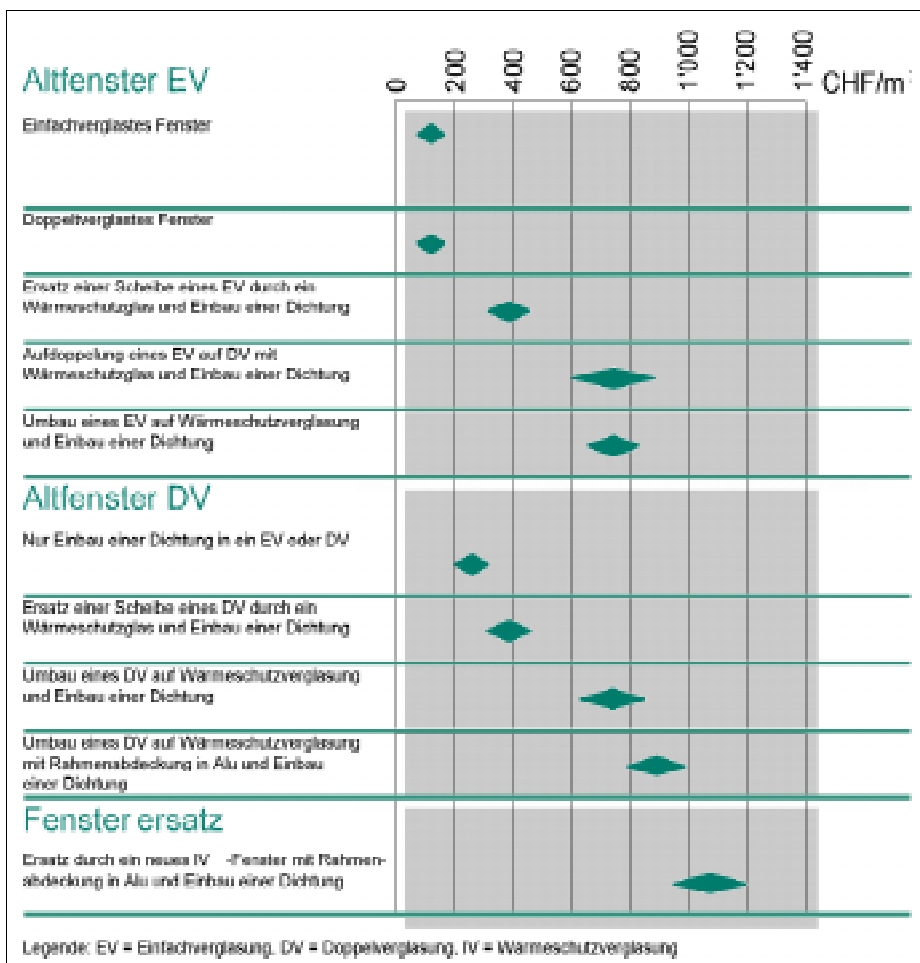 Altfenster EV
0 200 400 600 800 1'000 1'200 1'400 CHF/m²
Einfachverglastes Fenster
Doppeltverglastes Fenster
Ersatz einer Scheibe eines EV durch ein
Wärmeschutzglas und Einbau einer Dichtung
Aufdoppelung eines EV auf DV mit
Wärmeschutzglas und Einbau einer Dichtung
Umbau eines EV auf Wärmeschutzverglasung
und Einbau einer Dichtung
Altfenster DV
Nur Einbau einer Dichtung in ein EV oder DV
Ersatz einer Scheibe eines DV durch ein
Wärmeschutzglas und Einbau einer Dichtung
Umbau eines DV auf Wärmeschutzverglasung
und Einbau einer Dichtung
Umbau eines DV auf Wärmeschutzverglasung
mit Rahmenabdeckung in Alu und Einbau
einer Dichtung
Fenster ersatz
Ersatz durch ein neues IV -Fenster mit Rahmen-
abdeckung in Alu und Einbau einer Dichtung
Legende: EV = Einfachverglasung, DV = Doppelverglasung, IV = Wärmeschutzverglasung